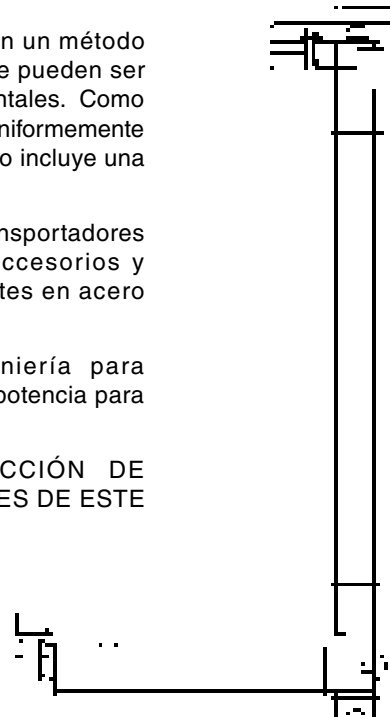 n un método
e pueden ser
ntales. Como
niformemente
o incluye una
nsportadores
ccesorios y
tes en acero
niería para
potencia para
CCIÓN DE
ES DE ESTE